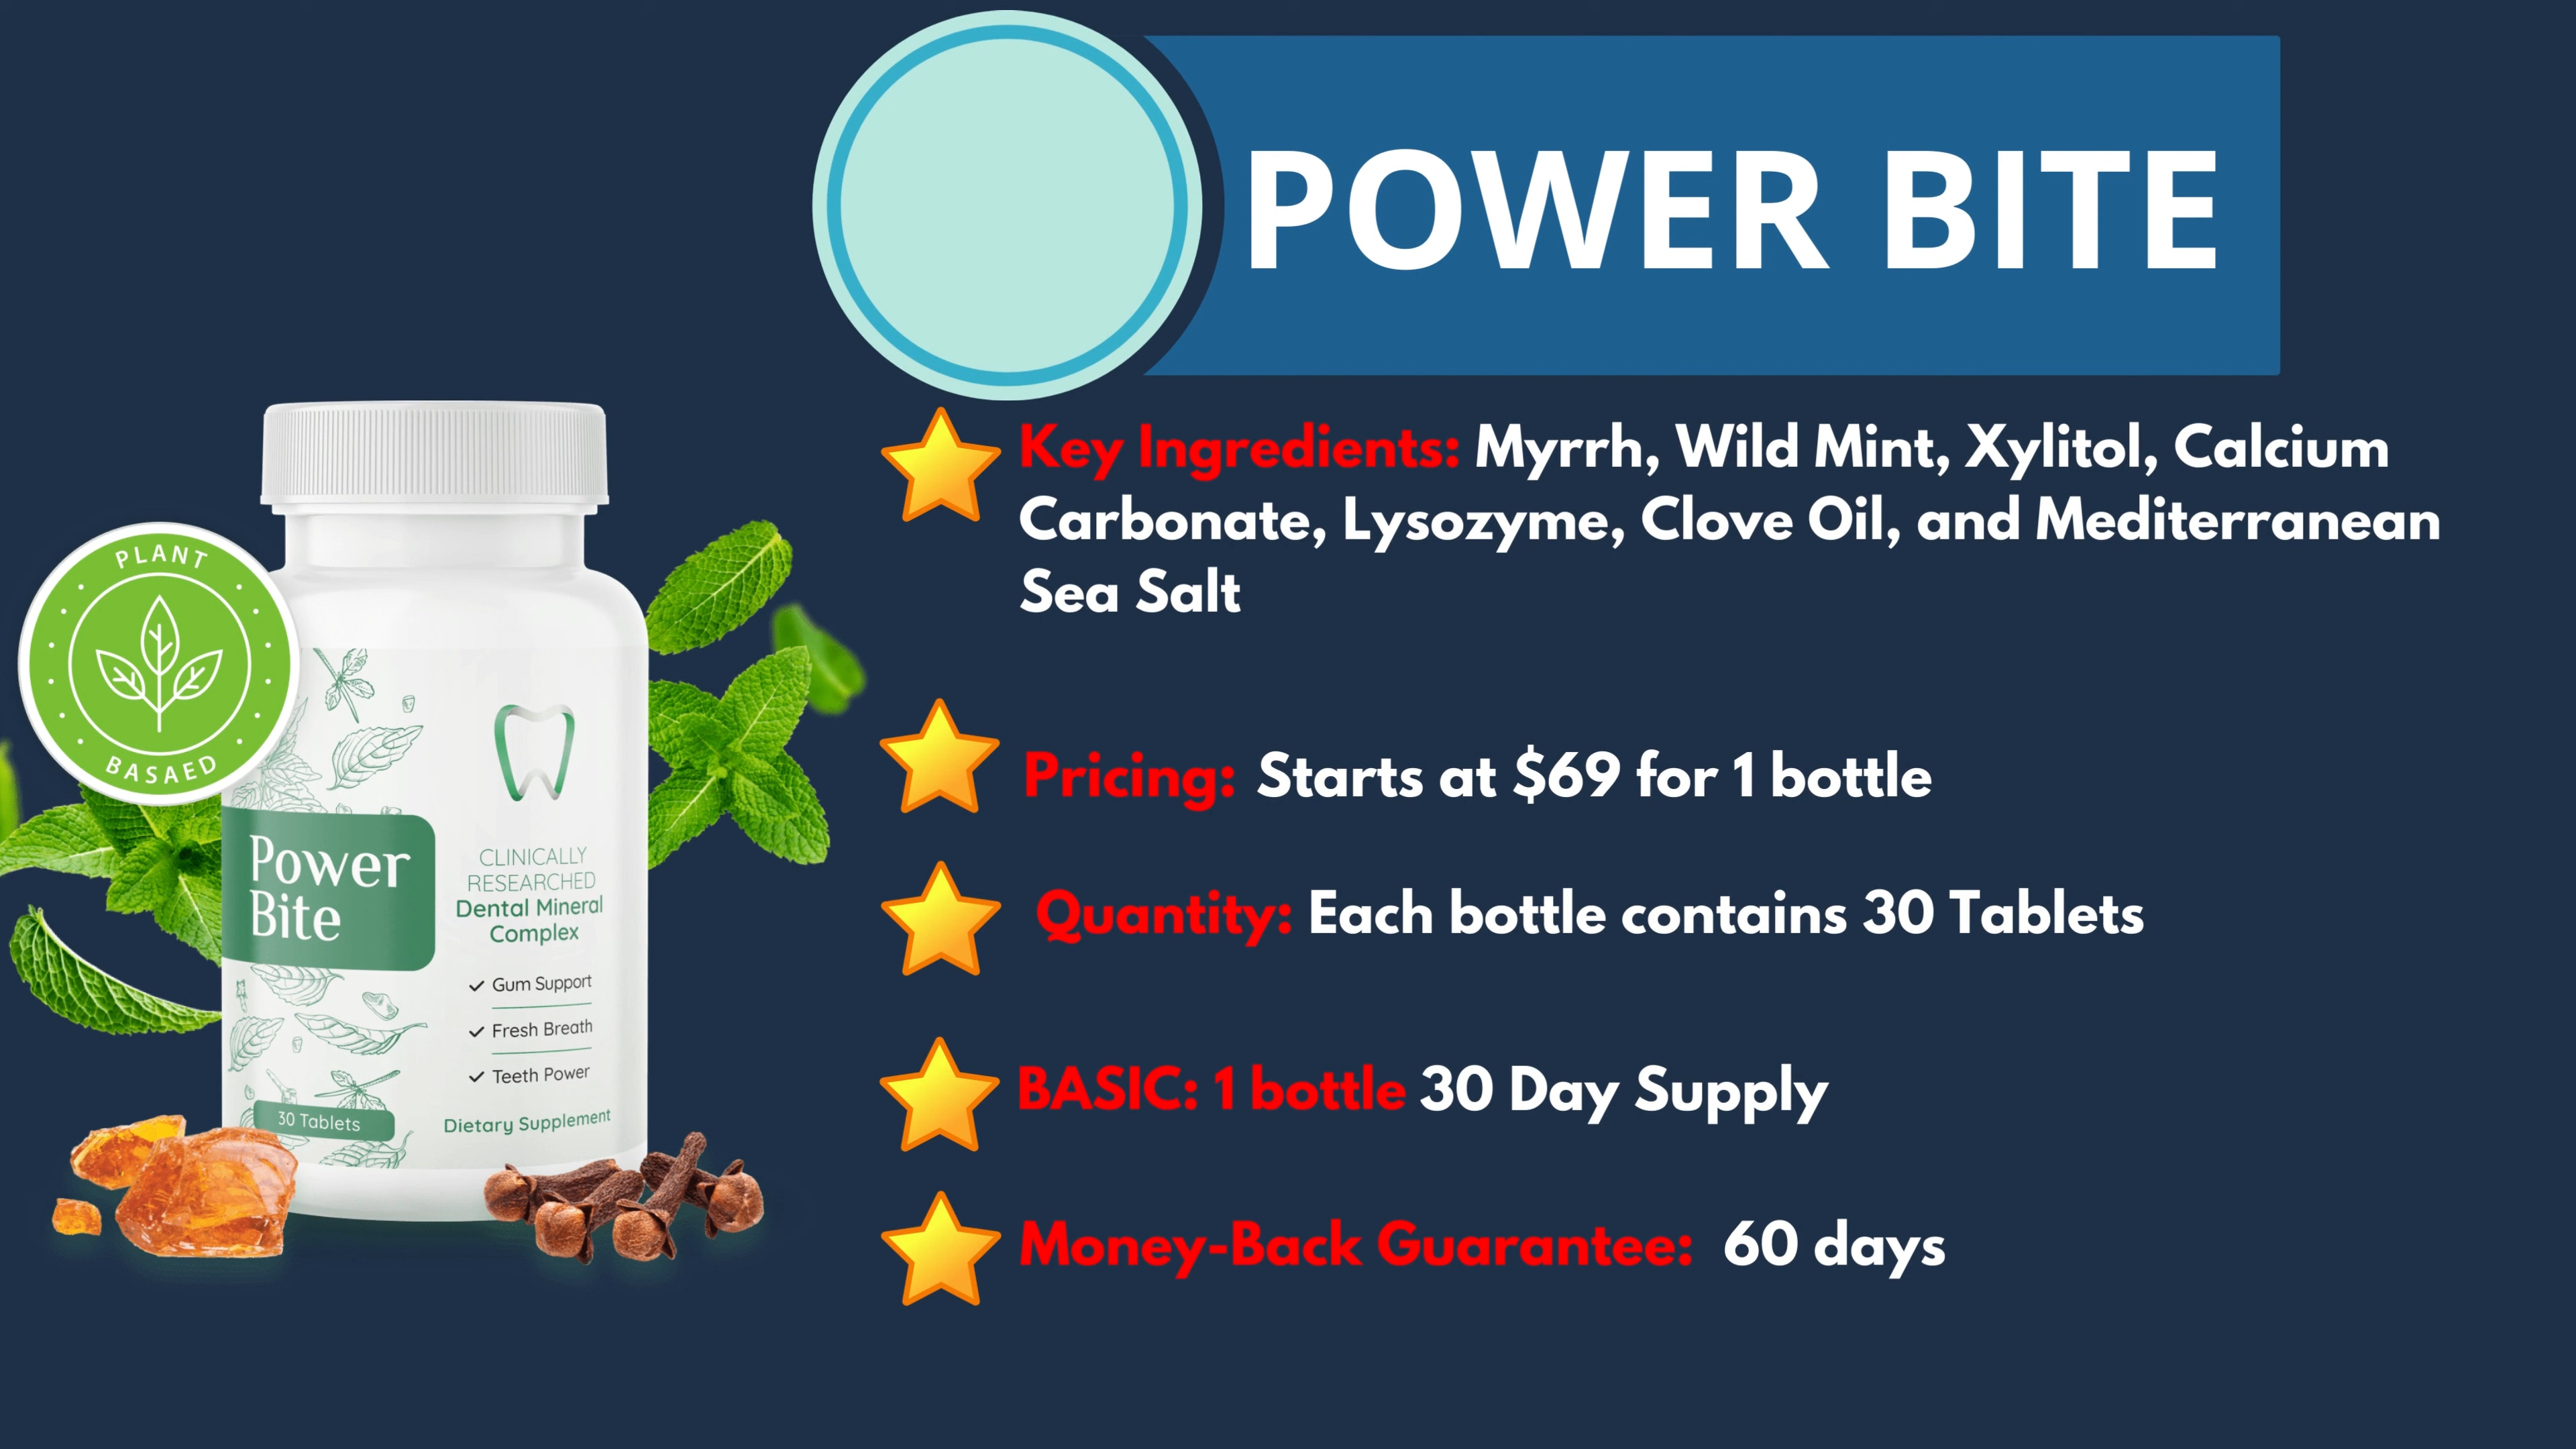 POWER BITE
Key Ingredients: Myrrh, Wild Mint, Xylitol, Calcium
Carbonate, Lysozyme, Clove Oil, and Mediterranean
Sea Salt
Pricing: Starts at $69 for 1 bottle
Quantity: Each bottle contains 30 Tablets
BASIC: 1 bottle 30 Day Supply
Money-Back Guarantee: 60 days
PLANT
BASAED
Power
Bite
30 Tablets
CLINICALLY
RESEARCHED
Dental Mineral
Complex
✓ Gum Support
✓ Fresh Breath
✓ Teeth Power
Dietary Supplement